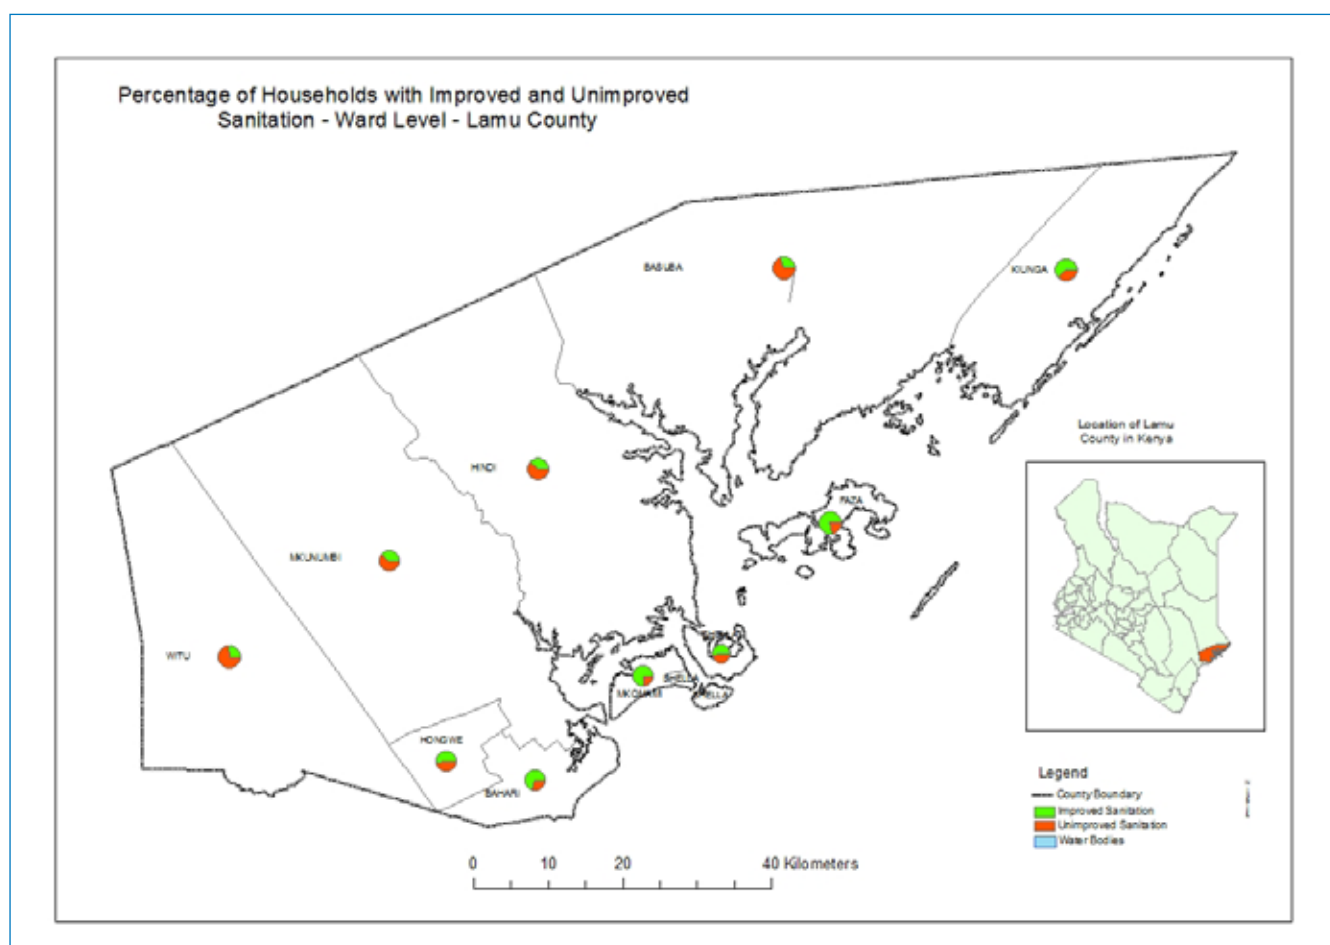 Percentage of Households with Improved and Unimproved
Sanitation - Ward Level - Lamu County
BASUBA
KIUNGA
Location of Lamu
County in Kenya
HINDI
FAZA
MKUNUMBI
WITU
SHELLA
MKOMANI
SHELLA
HONGWE
BAHARI
Legend
County Boundary
Improved Sanitation
Unimproved Sanitation
Water Bodies
0 10 20 40 Kilometers